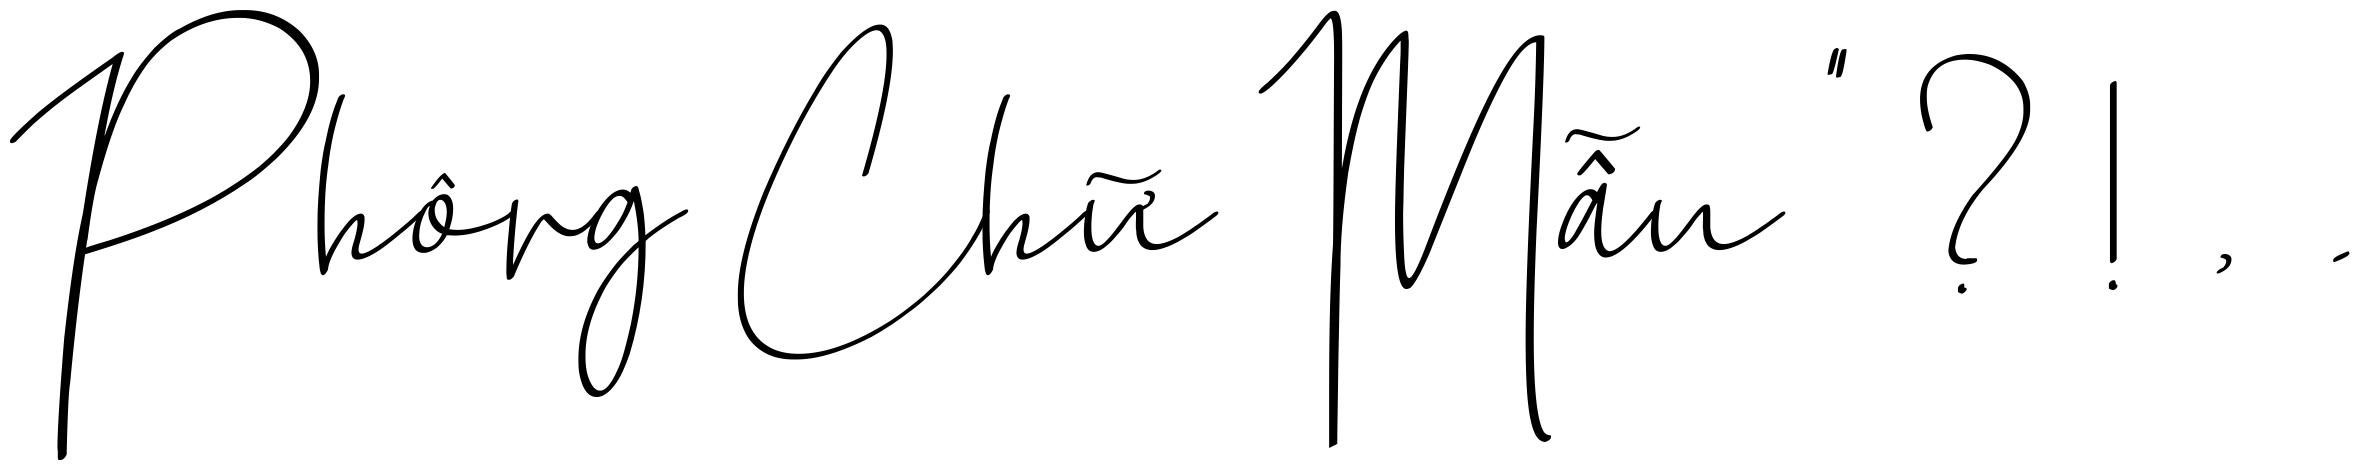 Phông Chữ Mẫu " ? ! , .